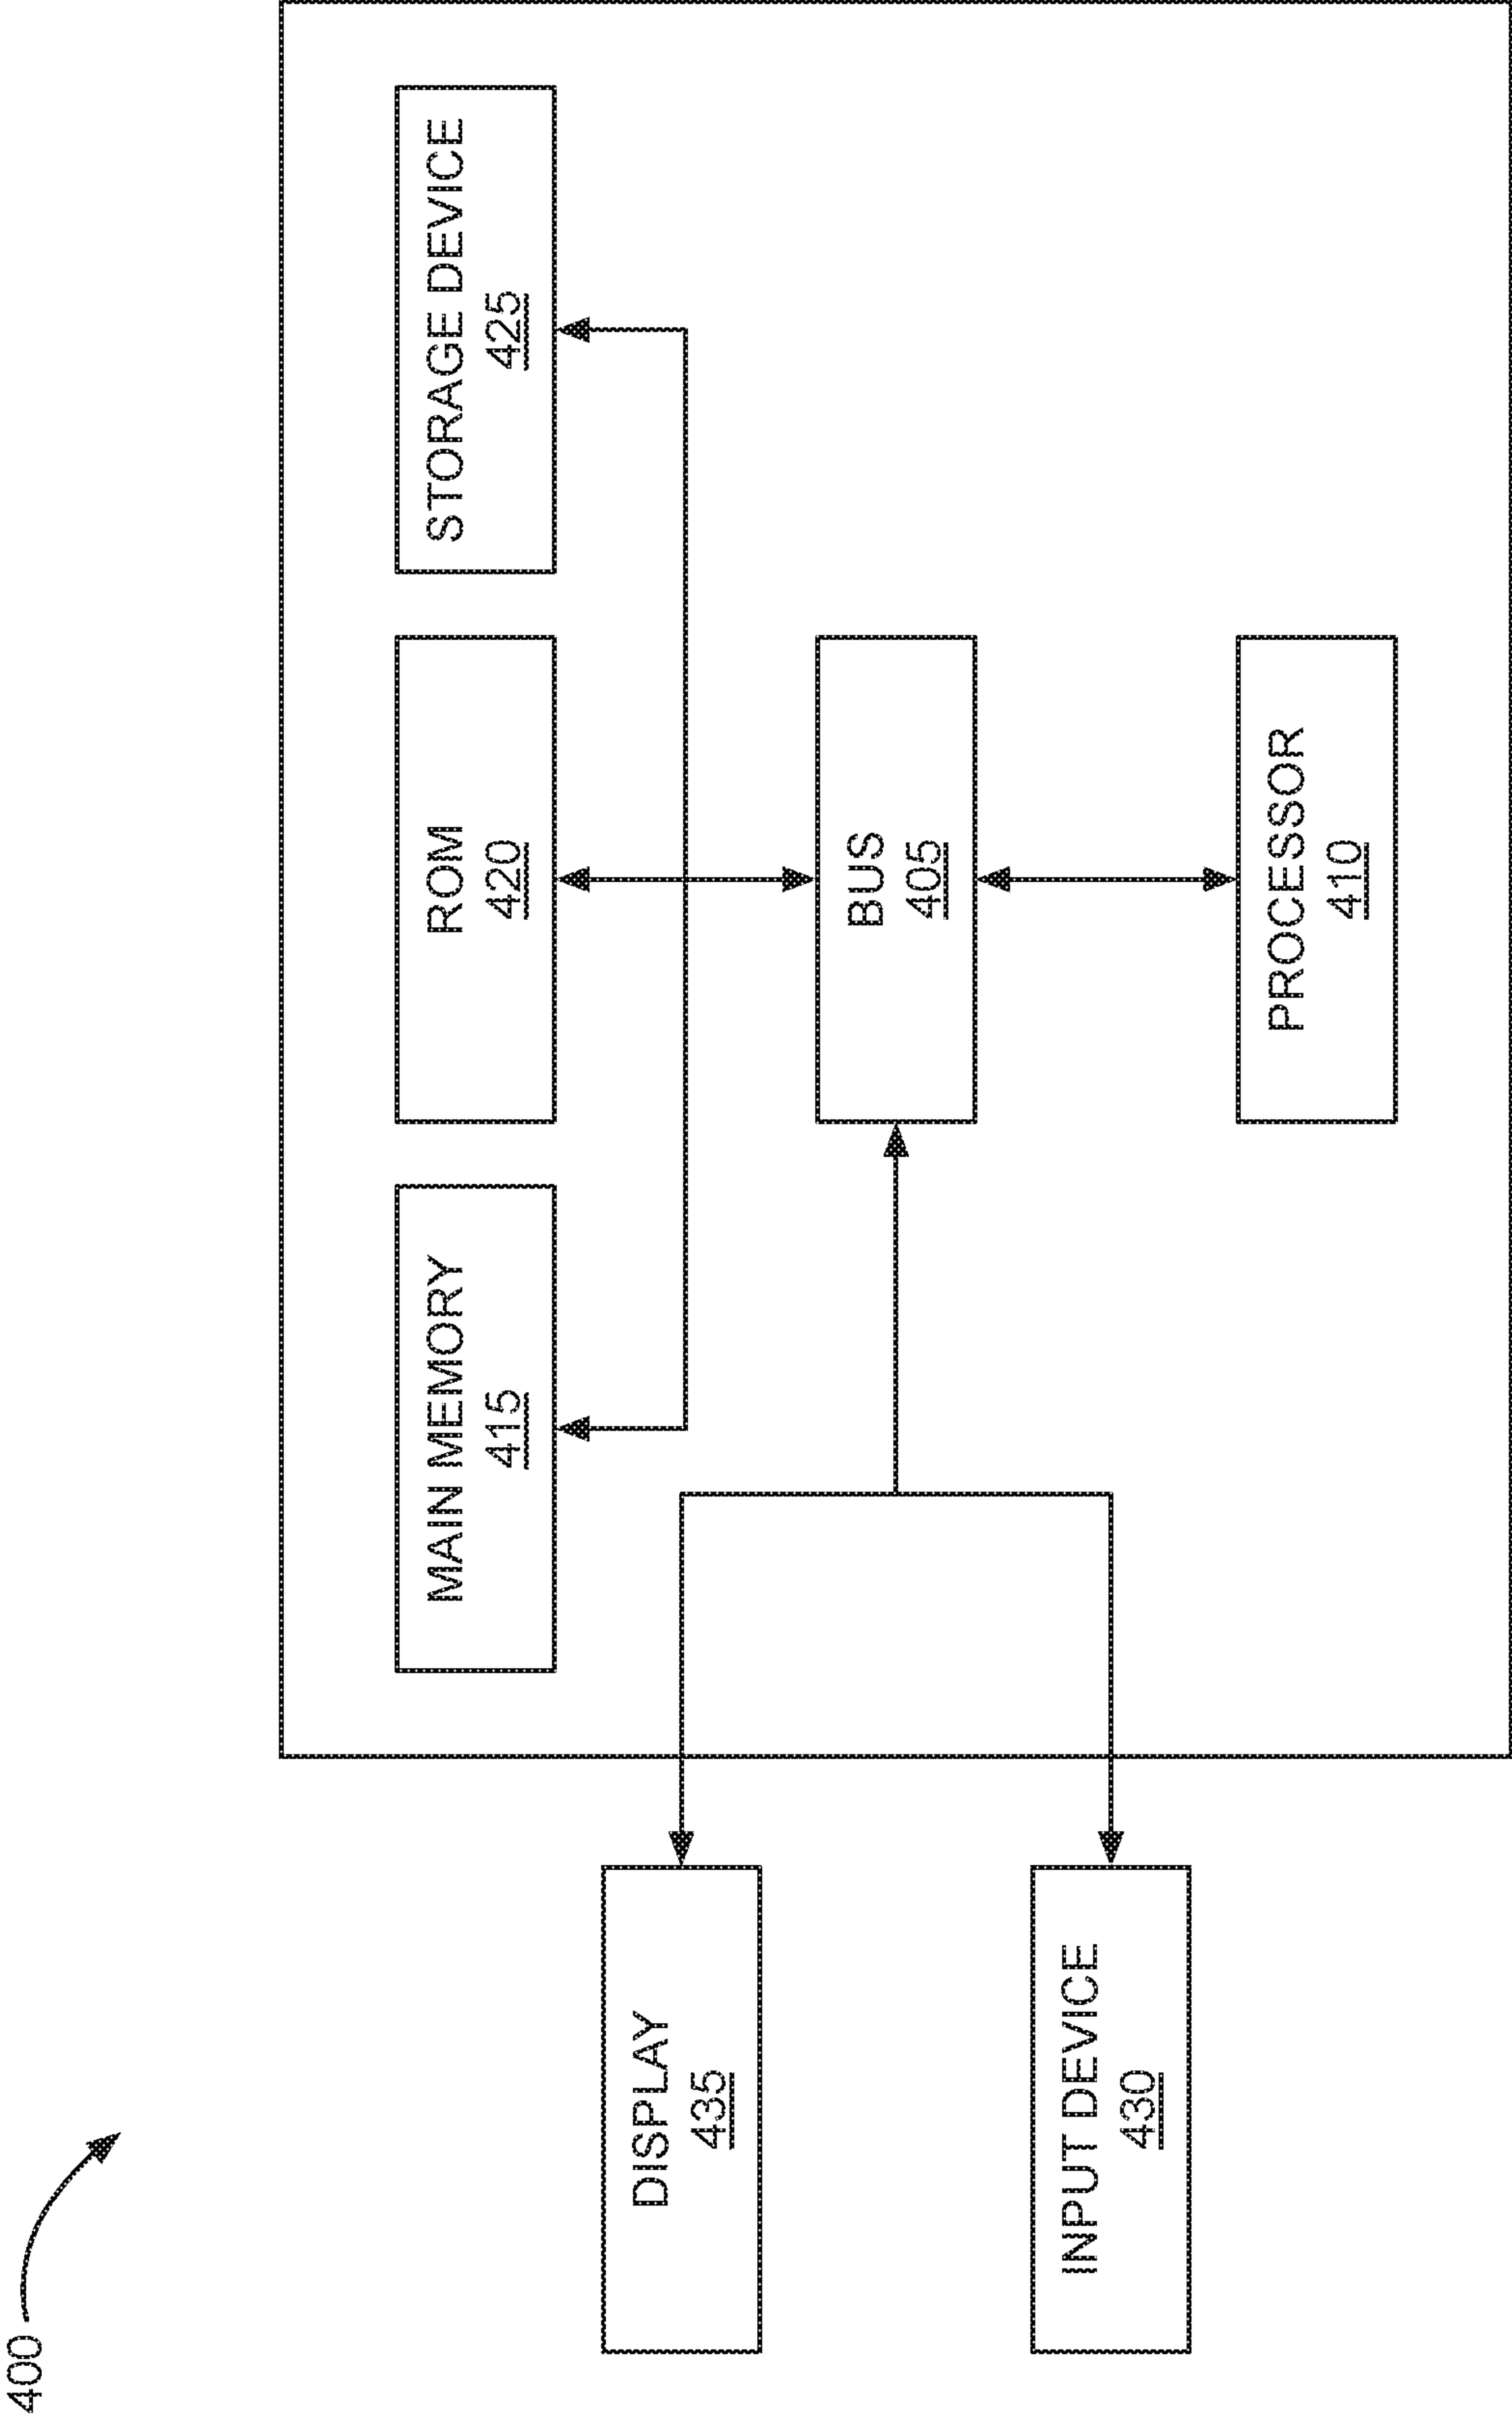 400
MAIN MEMORY
415
ROM
420
STORAGE DEVICE
425
DISPLAY
435
BUS
405
INPUT DEVICE
430
PROCESSOR
410